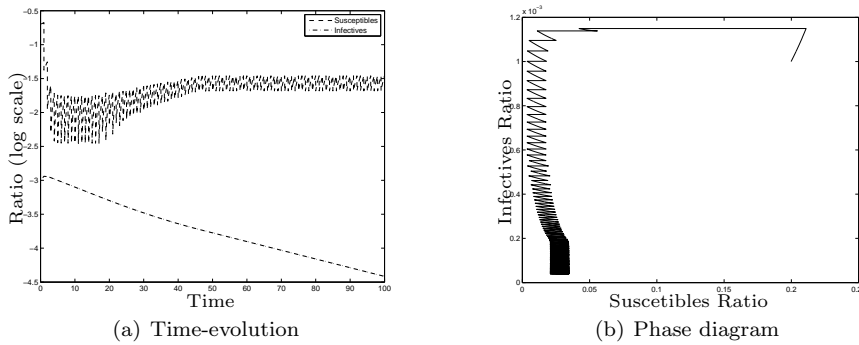 −0.5
−1
−1.5
−2
−2.5
−3
−3.5
−4
−4.5
Ratio (log scale)
Susceptibles
Infectives
0 10 20 30 40 50 60 70 80 90 100
Time
(a) Time-evolution
x 10⁻³
1.2
1
0.8
0.6
0.4
0.2
0
Infectives Ratio
0 0.05 0.1 0.15 0.2 0.25
Suscetibles Ratio
(b) Phase diagram